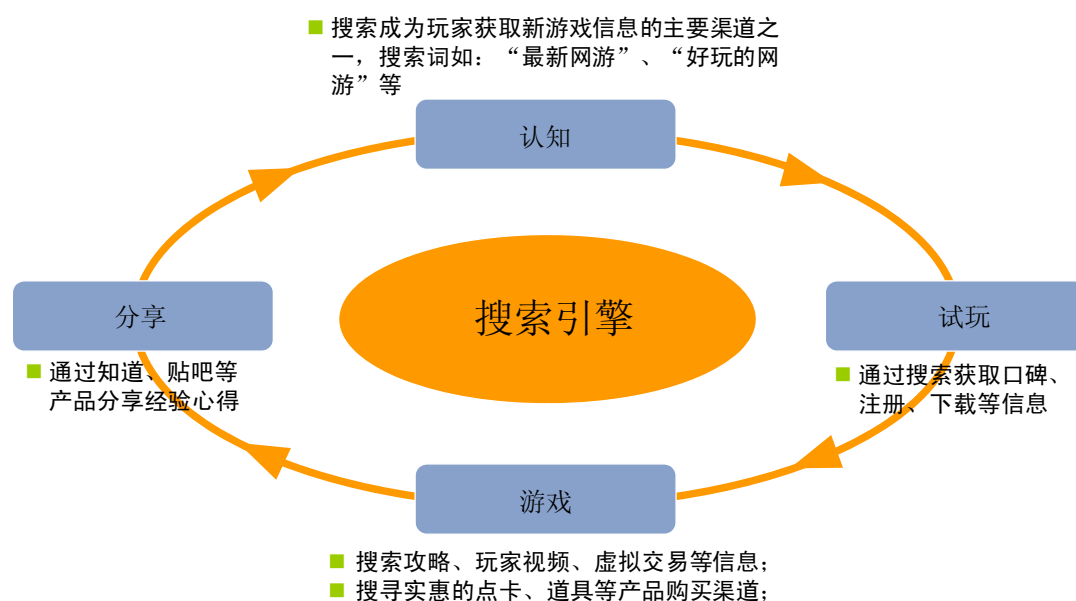 搜索成为玩家获取新游戏信息的主要渠道之
一，搜索词如：“最新网游”、“好玩的网
游”等
认知
分享
搜索引擎
试玩
通过知道、贴吧等
产品分享经验心得
通过搜索获取口碑、
注册、下载等信息
游戏
搜索攻略、玩家视频、虚拟交易等信息；
搜寻实惠的点卡、道具等产品购买渠道；